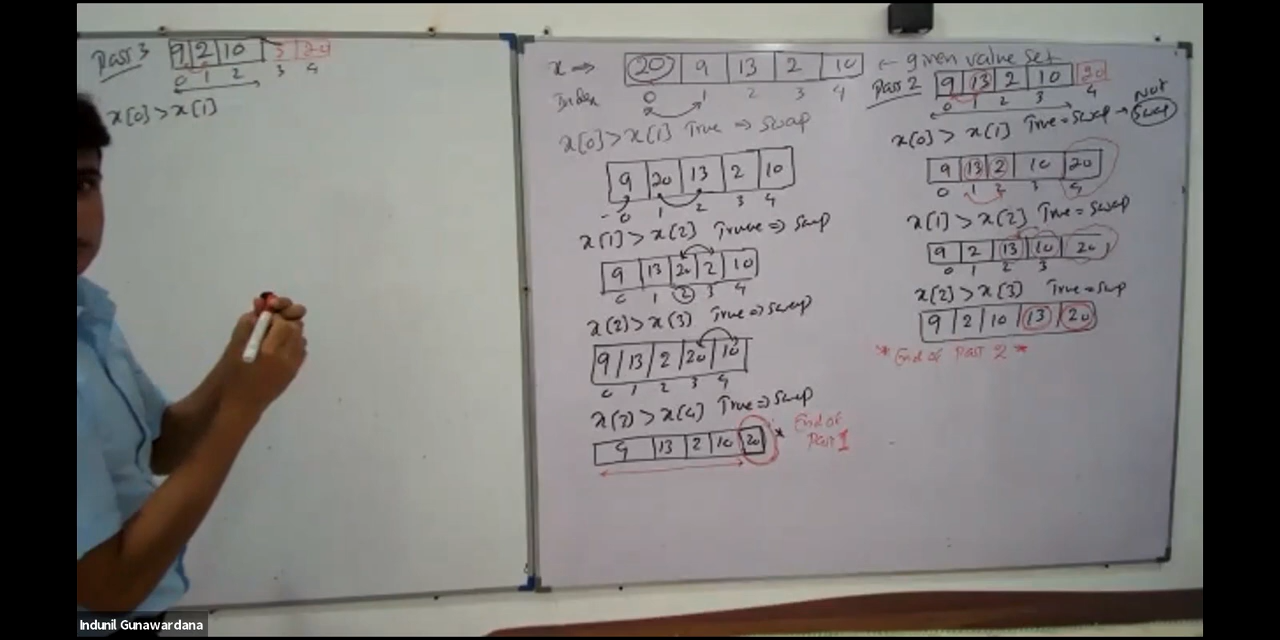 Pass 3 9 2 10 13 20
0 1 2 3 4
x[0] > x[1]
x ⇒ 20 9 13 2 10 ← given value set
Index 0 1 2 3 4
x[0] > x[1] True ⇒ Swap
9 20 13 2 10
0 1 2 3 4
x[1] > x[2] True ⇒ Swap
9 13 20 2 10
0 1 2 3 4
x[2] > x[3] True ⇒ Swap
9 13 2 20 10
0 1 2 3 4
x[3] > x[4] True ⇒ Swap
9 13 2 10 20 * End of
Pass 1
Pass 2 9 13 2 10 20
0 1 2 3 4
Not
x[0] > x[1] True = Swap → Swap
9 13 2 10 20
0 1 2 3 4
x[1] > x[2] True = Swap
9 2 13 10 20
0 1 2 3
x[2] > x[3] True = Swap
9 2 10 13 20
* End of Pass 2 *
Indunil Gunawardana